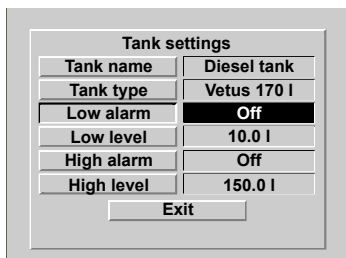 Tank settings
Tank name Diesel tank
Tank type Vetus 170 l
Low alarm Off
Low level 10.0 l
High alarm Off
High level 150.0 l
Exit